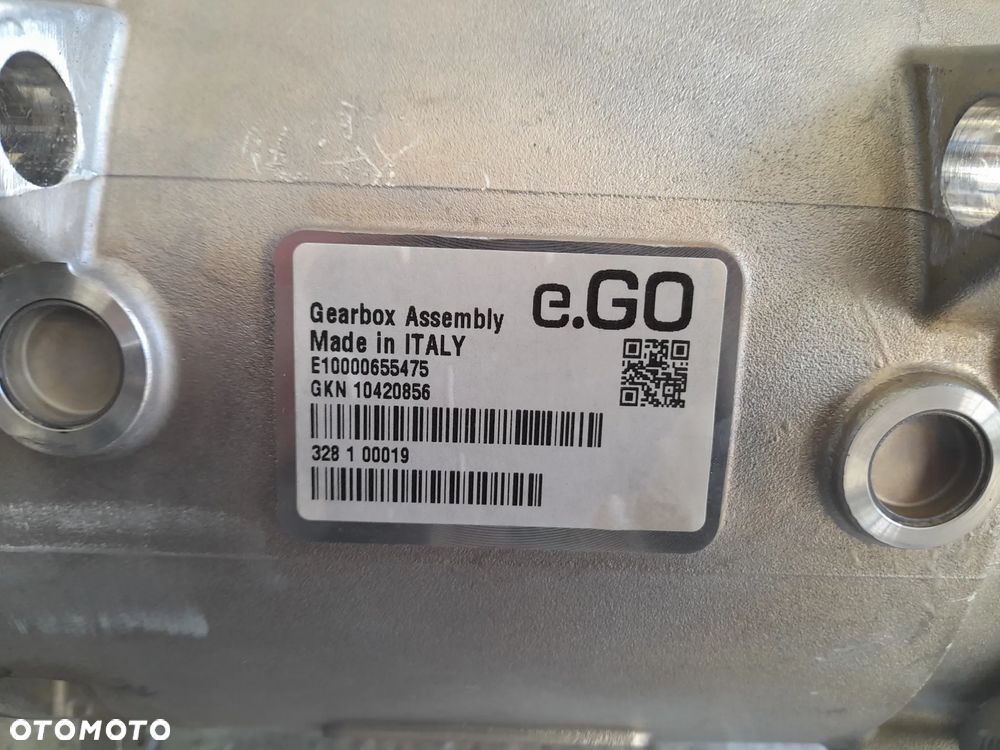 e.GO
Gearbox Assembly
Made in ITALY
E10000655475
GKN 10420856
328 1 00019
OTOMOTO